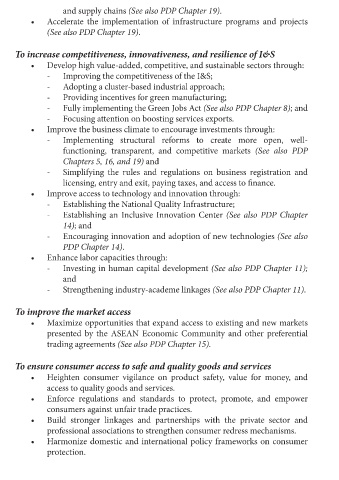 and supply chains (See also PDP Chapter 19).
• Accelerate the implementation of infrastructure programs and projects
(See also PDP Chapter 19).
To increase competitiveness, innovativeness, and resilience of I&S
• Develop high value-added, competitive, and sustainable sectors through:
- Improving the competitiveness of the I&S;
- Adopting a cluster-based industrial approach;
- Providing incentives for green manufacturing;
- Fully implementing the Green Jobs Act (See also PDP Chapter 8); and
- Focusing attention on boosting services exports.
• Improve the business climate to encourage investments through:
- Implementing structural reforms to create more open, well-
functioning, transparent, and competitive markets (See also PDP
Chapters 5, 16, and 19) and
- Simplifying the rules and regulations on business registration and
licensing, entry and exit, paying taxes, and access to finance.
• Improve access to technology and innovation through:
- Establishing the National Quality Infrastructure;
- Establishing an Inclusive Innovation Center (See also PDP Chapter
14); and
- Encouraging innovation and adoption of new technologies (See also
PDP Chapter 14).
• Enhance labor capacities through:
- Investing in human capital development (See also PDP Chapter 11);
and
- Strengthening industry-academe linkages (See also PDP Chapter 11).
To improve the market access
• Maximize opportunities that expand access to existing and new markets
presented by the ASEAN Economic Community and other preferential
trading agreements (See also PDP Chapter 15).
To ensure consumer access to safe and quality goods and services
• Heighten consumer vigilance on product safety, value for money, and
access to quality goods and services.
• Enforce regulations and standards to protect, promote, and empower
consumers against unfair trade practices.
• Build stronger linkages and partnerships with the private sector and
professional associations to strengthen consumer redress mechanisms.
• Harmonize domestic and international policy frameworks on consumer
protection.